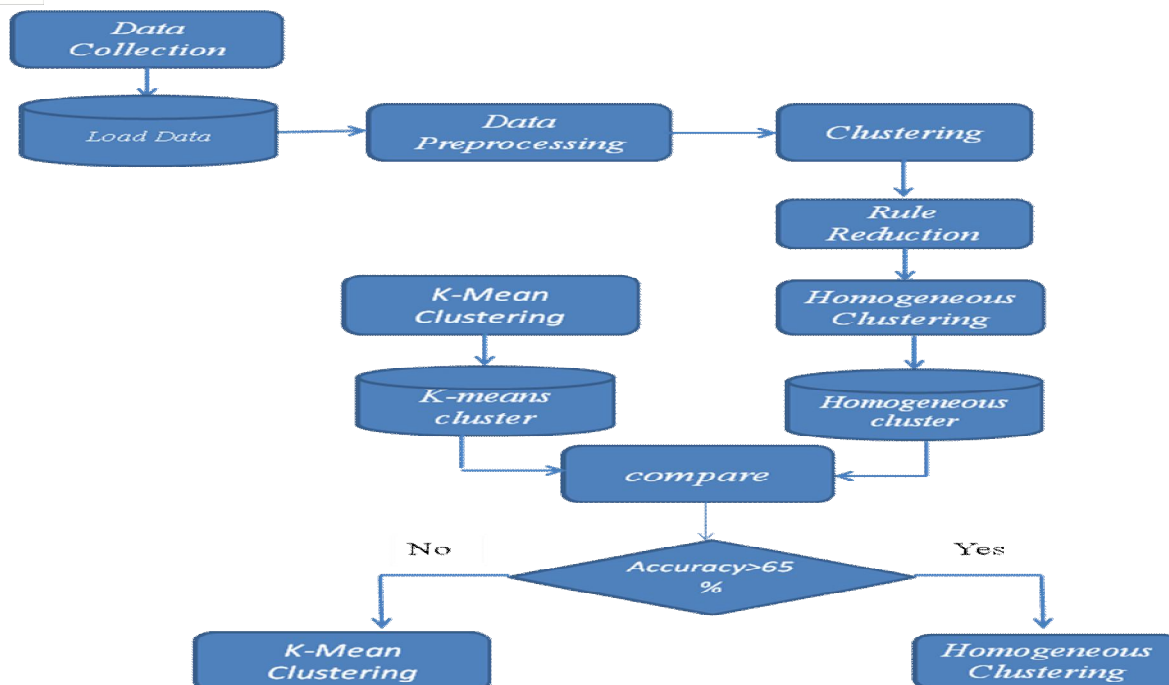 Data
Collection
Load Data
Data
Preprocessing
Clustering
Rule
Reduction
K-Mean
Clustering
Homogeneous
Clustering
K-means
cluster
Homogeneous
cluster
compare
No
Yes
Accuracy>65
%
K-Mean
Clustering
Homogeneous
Clustering